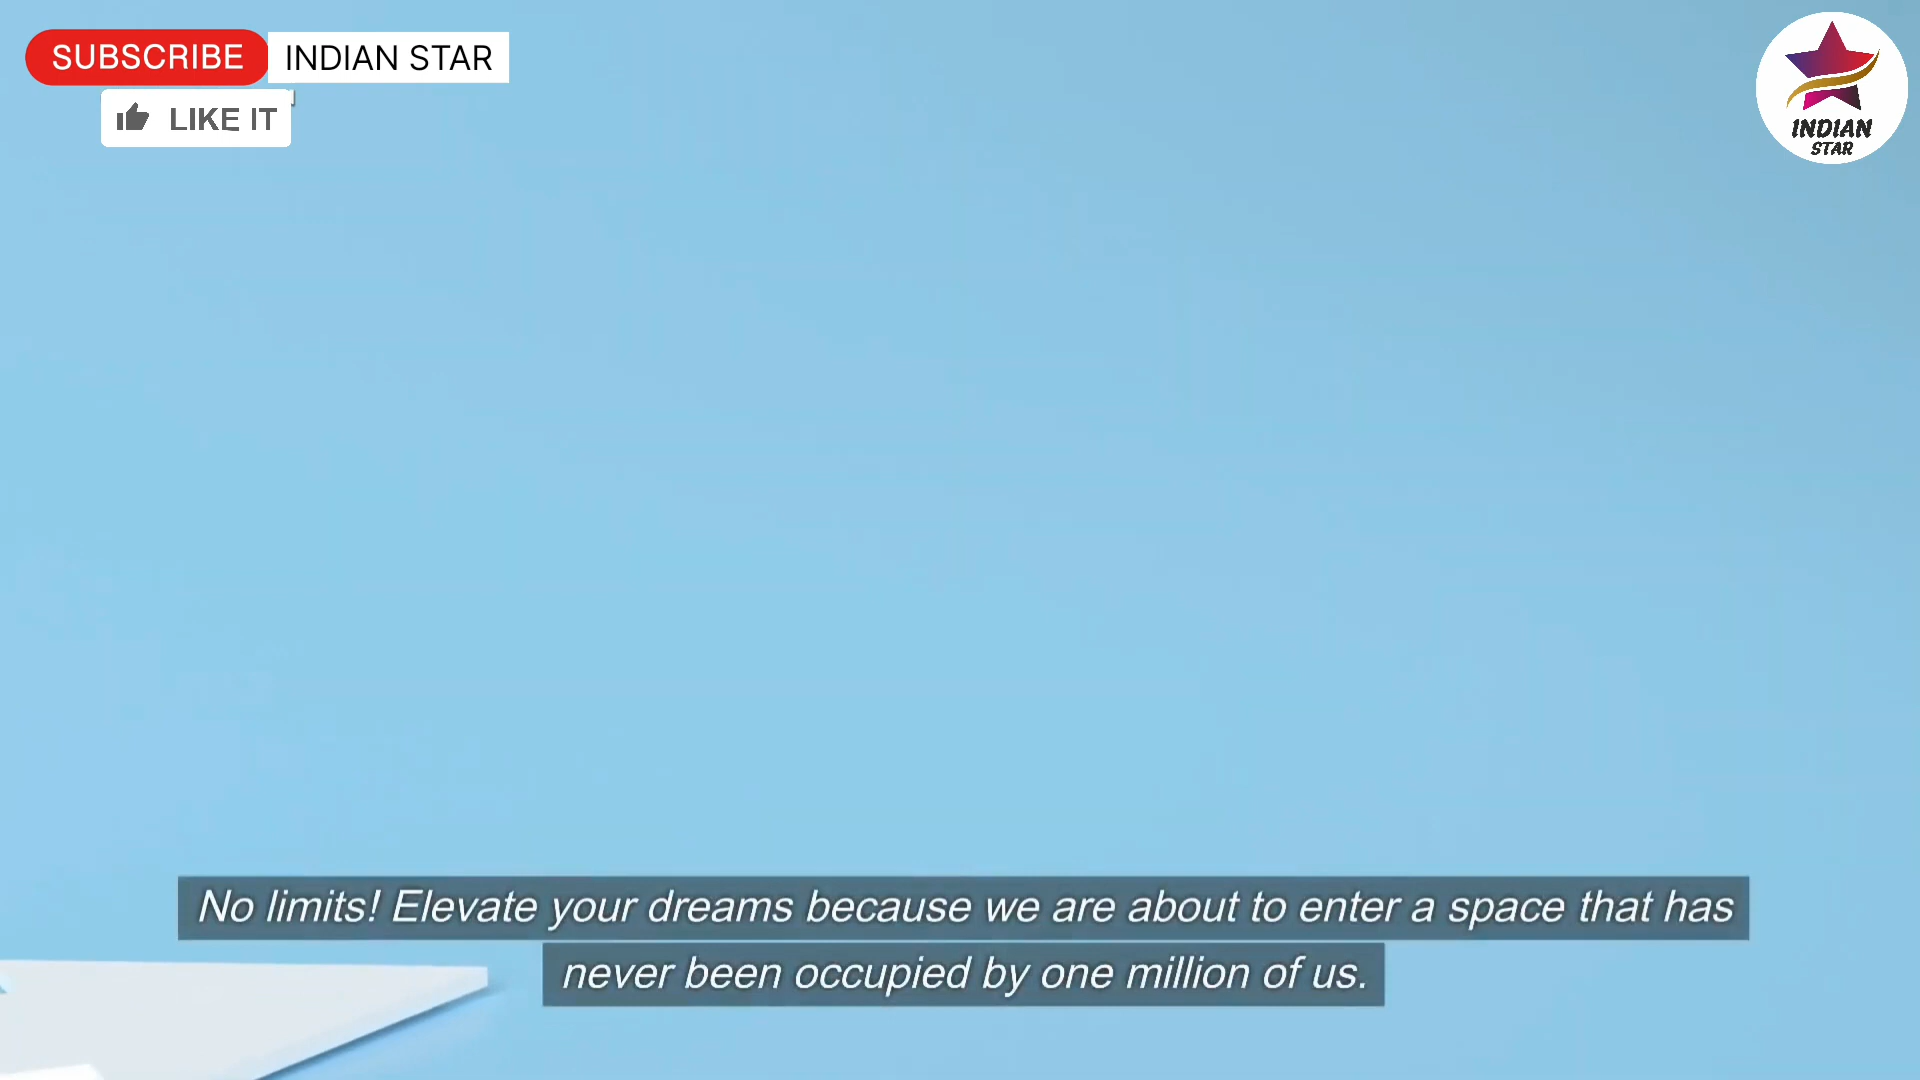 SUBSCRIBE INDIAN STAR
LIKE IT
INDIAN
STAR
No limits! Elevate your dreams because we are about to enter a space that has
never been occupied by one million of us.